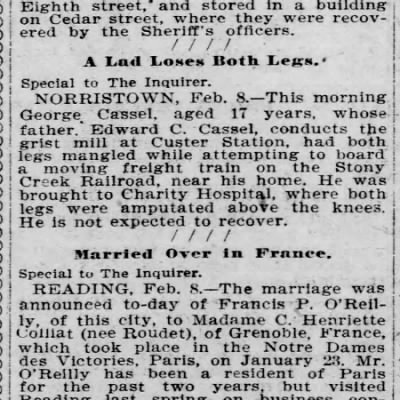 Eighth street, and stored in a building
on Cedar street, where they were recov-
ered by the Sheriff's officers.
////
A Lad Loses Both Legs.
Special to The Inquirer.
NORRISTOWN, Feb. 8.—This morning
George Cassel, aged 17 years, whose
father, Edward C. Cassel, conducts the
grist mill at Custer Station, had both
legs mangled while attempting to board
a moving freight train on the Stony
Creek Railroad, near his home. He was
brought to Charity Hospital, where both
legs were amputated above the knees.
He is not expected to recover.
////
Married Over in France.
Special to The Inquirer.
READING, Feb. 8.—The marriage was
announced to-day of Francis P. O'Reil-
ly, of this city, to Madame C. Henriette
Colliat (nee Roudet), of Grenoble, France,
which took place in the Notre Dames
des Victories, Paris, on January 23. Mr.
O'Reilly has been a resident of Paris
for the past two years, but visited
Reading last spring on business con-